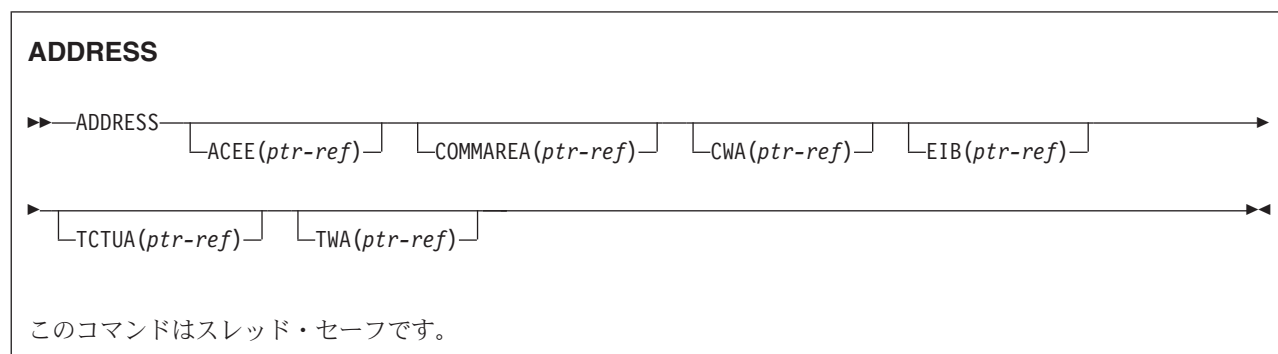 ADDRESS
ADDRESS
ACEE(ptr-ref) COMMAREA(ptr-ref) CWA(ptr-ref) EIB(ptr-ref)
TCTUA(ptr-ref) TWA(ptr-ref)
このコマンドはスレッド・セーフです。